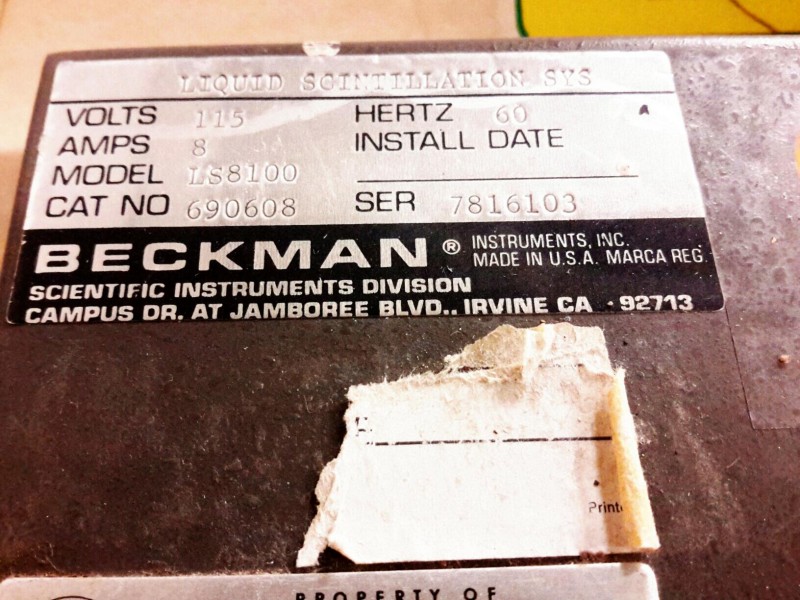 LIQUID SCINTILLATION SYS
VOLTS 115 HERTZ 60
AMPS 8 INSTALL DATE
MODEL LS8100
CAT NO 690608 SER 7816103
BECKMAN ® INSTRUMENTS, INC.
MADE IN U.S.A. MARCA REG.
SCIENTIFIC INSTRUMENTS DIVISION
CAMPUS DR. AT JAMBOREE BLVD., IRVINE CA · 92713
Print
PROPERTY OF